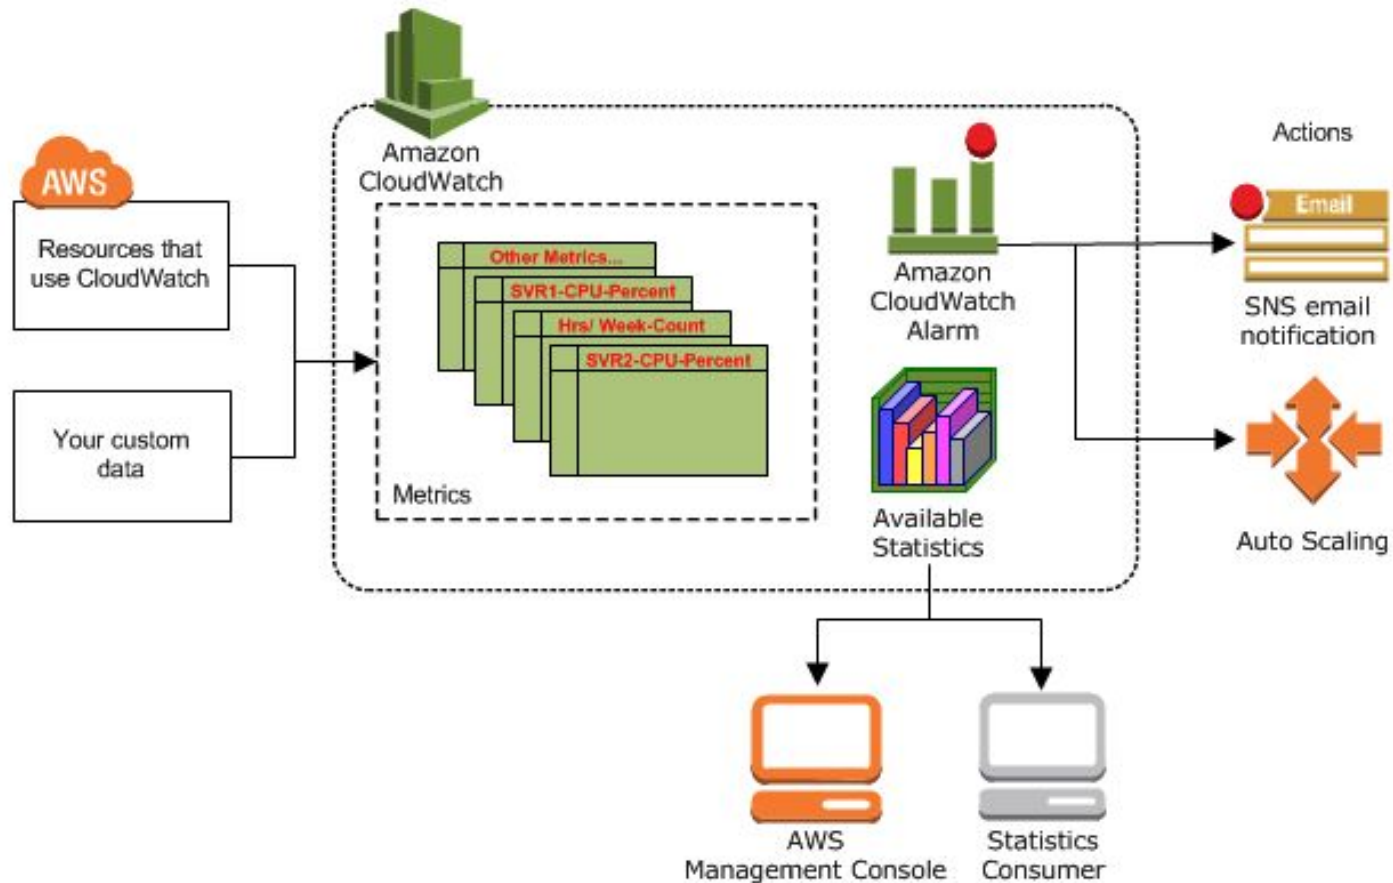 Amazon
CloudWatch
AWS
Resources that
use CloudWatch
Your custom
data
Other Metrics...
SVR1-CPU-Percent
Hrs/ Week-Count
SVR2-CPU-Percent
Metrics
Amazon
CloudWatch
Alarm
Available
Statistics
Actions
Email
SNS email
notification
Auto Scaling
AWS
Management Console
Statistics
Consumer